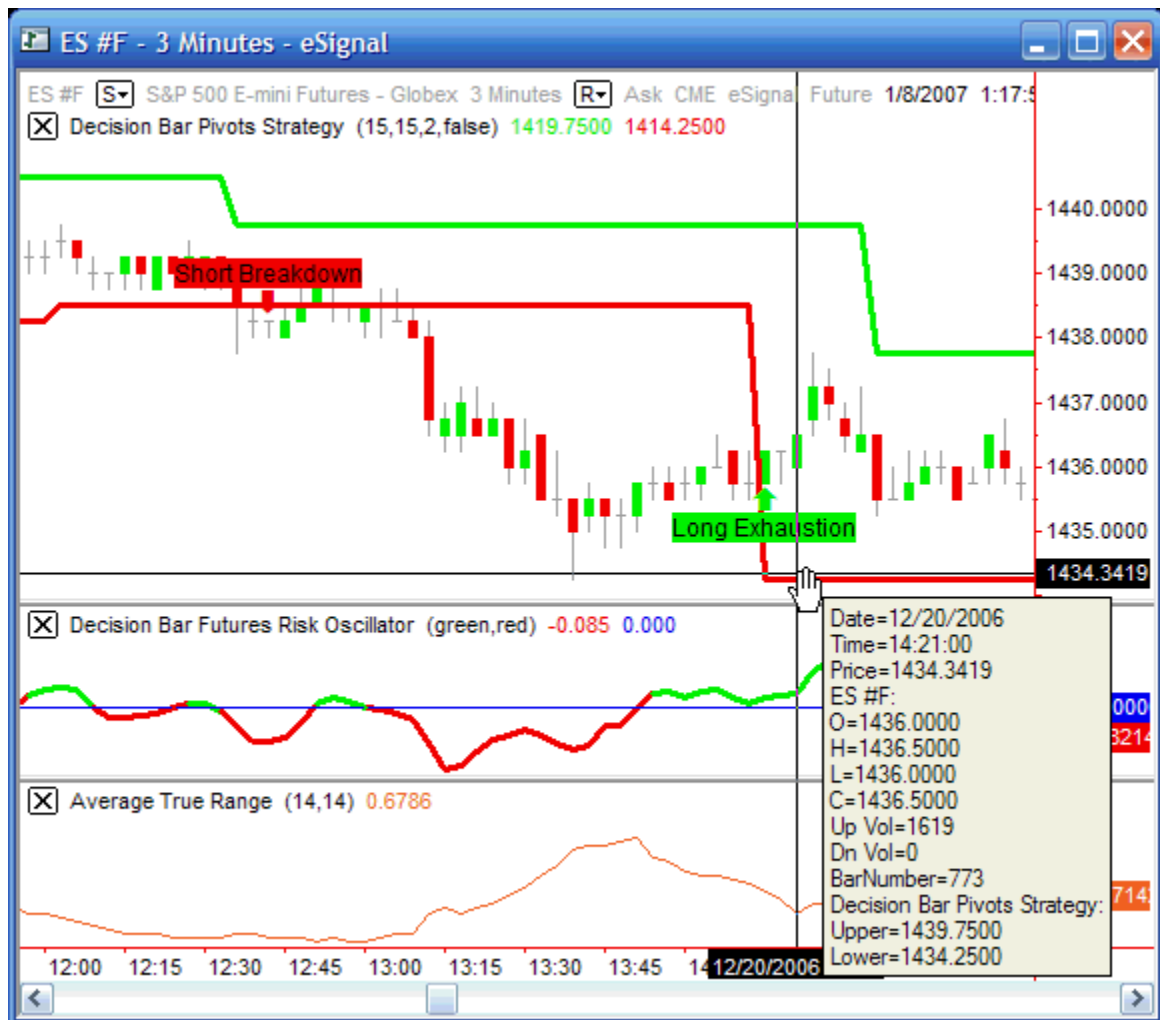 ES #F - 3 Minutes - eSignal
ES #F S S&P 500 E-mini Futures - Globex 3 Minutes R Ask CME eSignal Future 1/8/2007 1:17:5
X Decision Bar Pivots Strategy (15,15,2,false) 1419.7500 1414.2500
1440.0000
Short Breakdown
1439.0000
1438.0000
1437.0000
1436.0000
Long Exhaustion
1435.0000
1434.3419
X Decision Bar Futures Risk Oscillator (green,red) -0.085 0.000
000
3214
X Average True Range (14,14) 0.6786
714
Date=12/20/2006
Time=14:21:00
Price=1434.3419
ES #F:
O=1436.0000
H=1436.5000
L=1436.0000
C=1436.5000
Up Vol=1619
Dn Vol=0
BarNumber=773
Decision Bar Pivots Strategy:
Upper=1439.7500
Lower=1434.2500
12:00 12:15 12:30 12:45 13:00 13:15 13:30 13:45 14 12/20/2006